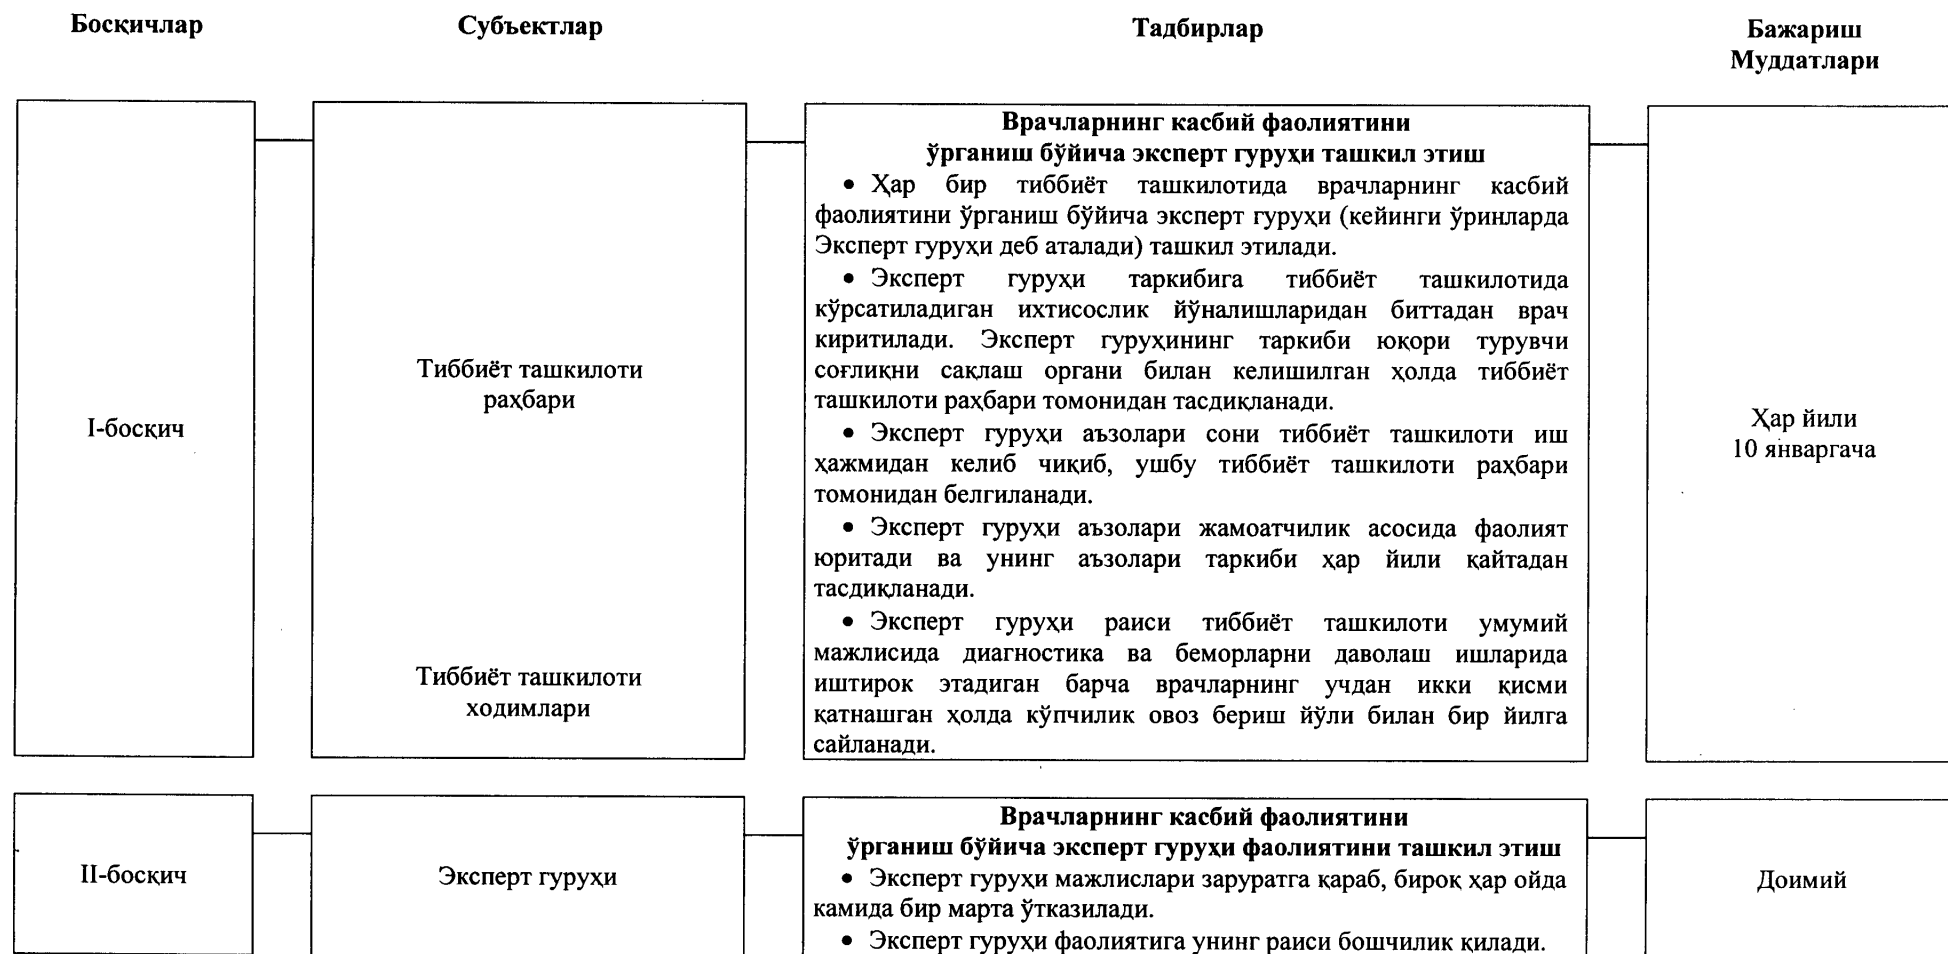 Босқичлар
Субъектлар
Тадбирлар
Бажариш
Муддатлари
I-босқич
Тиббиёт ташкилоти
раҳбари
Тиббиёт ташкилоти
ходимлари
Врачларнинг касбий фаолиятини
ўрганиш бўйича эксперт гуруҳи ташкил этиш
• Ҳар бир тиббиёт ташкилотида врачларнинг касбий
фаолиятини ўрганиш бўйича эксперт гуруҳи (кейинги ўринларда
Эксперт гуруҳи деб аталади) ташкил этилади.
• Эксперт гуруҳи таркибига тиббиёт ташкилотида
кўрсатиладиган ихтисослик йўналишларидан биттадан врач
киритилади. Эксперт гуруҳининг таркиби юқори турувчи
соғлиқни сақлаш органи билан келишилган ҳолда тиббиёт
ташкилоти раҳбари томонидан тасдиқланади.
• Эксперт гуруҳи аъзолари сони тиббиёт ташкилоти иш
ҳажмидан келиб чиқиб, ушбу тиббиёт ташкилоти раҳбари
томонидан белгиланади.
• Эксперт гуруҳи аъзолари жамоатчилик асосида фаолият
юритади ва унинг аъзолари таркиби ҳар йили қайтадан
тасдиқланади.
• Эксперт гуруҳи раиси тиббиёт ташкилоти умумий
мажлисида диагностика ва беморларни даволаш ишларида
иштирок этадиган барча врачларнинг учдан икки қисми
қатнашган ҳолда кўпчилик овоз бериш йўли билан бир йилга
сайланади.
Ҳар йили
10 январгача
II-босқич
Эксперт гуруҳи
Врачларнинг касбий фаолиятини
ўрганиш бўйича эксперт гуруҳи фаолиятини ташкил этиш
• Эксперт гуруҳи мажлислари заруратга қараб, бироқ ҳар ойда
камида бир марта ўтказилади.
• Эксперт гуруҳи фаолиятига унинг раиси бошчилик қилади.
Доимий